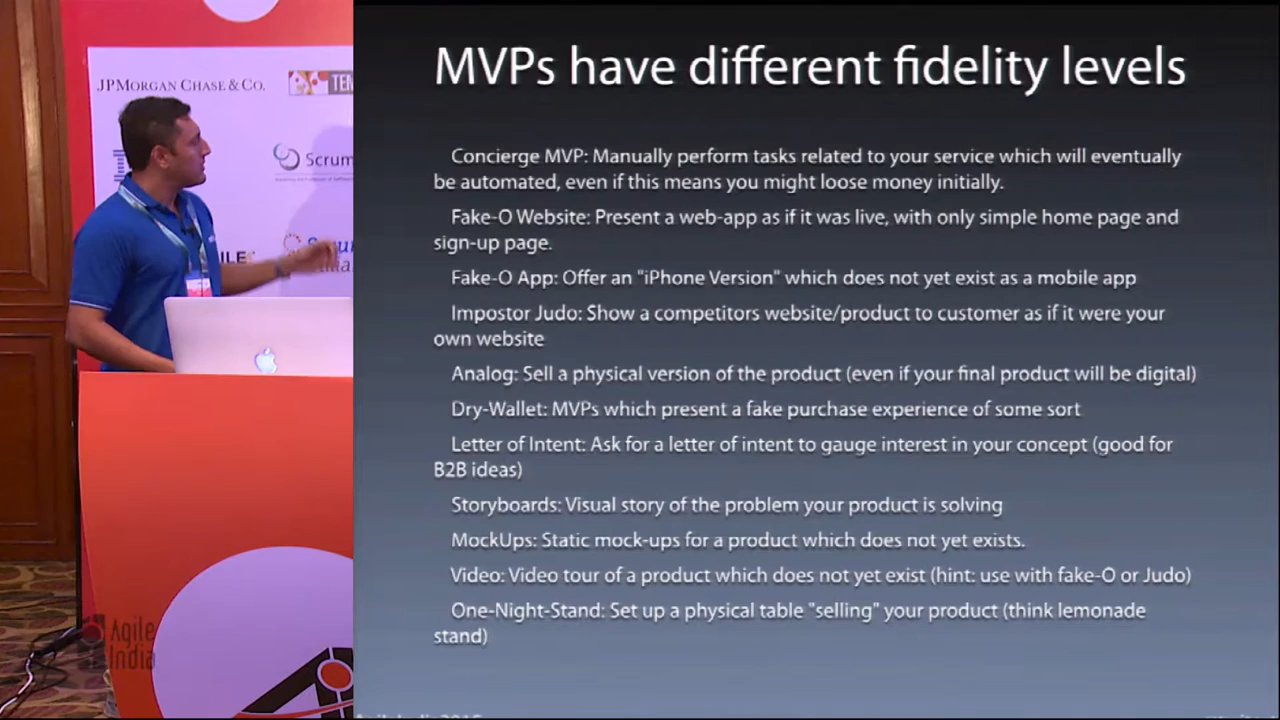 MVPs have different fidelity levels
JPMORGAN CHASE & CO.
TEM
Scrum
Concierge MVP: Manually perform tasks related to your service which will eventually
be automated, even if this means you might loose money initially.
Fake-O Website: Present a web-app as if it was live, with only simple home page and
sign-up page.
Fake-O App: Offer an "iPhone Version" which does not yet exist as a mobile app
Impostor Judo: Show a competitors website/product to customer as if it were your
own website
Analog: Sell a physical version of the product (even if your final product will be digital)
Dry-Wallet: MVPs which present a fake purchase experience of some sort
Letter of Intent: Ask for a letter of intent to gauge interest in your concept (good for
B2B ideas)
Storyboards: Visual story of the problem your product is solving
MockUps: Static mock-ups for a product which does not yet exists.
Video: Video tour of a product which does not yet exist (hint: use with fake-O or Judo)
One-Night-Stand: Set up a physical table "selling" your product (think lemonade
stand)
Agile
India